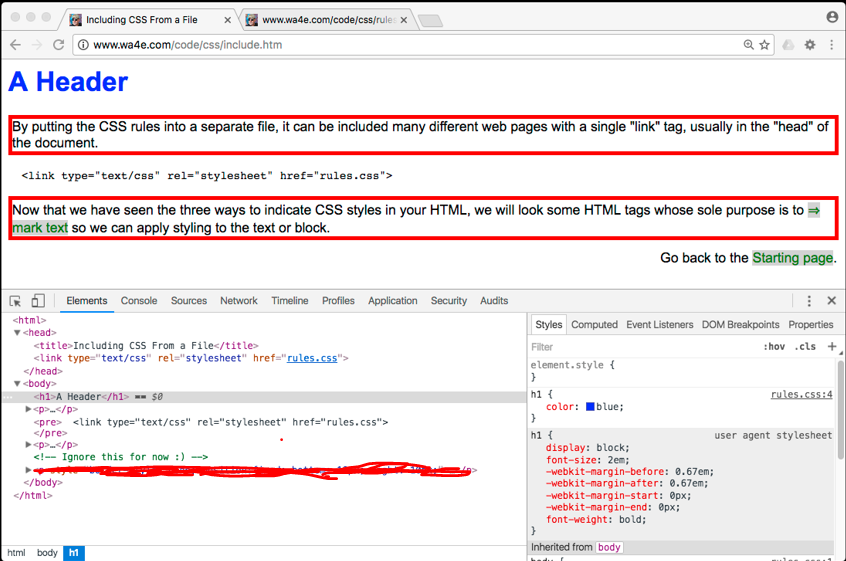 Including CSS From a File
www.wa4e.com/code/css/rules
www.wa4e.com/code/css/include.htm
A Header
By putting the CSS rules into a separate file, it can be included many different web pages with a single "link" tag, usually in the "head" of
the document.
<link type="text/css" rel="stylesheet" href="rules.css">
Now that we have seen the three ways to indicate CSS styles in your HTML, we will look some HTML tags whose sole purpose is to ⇒
mark text so we can apply styling to the text or block.
Go back to the Starting page.
Elements Console Sources Network Timeline Profiles Application Security Audits
<html>
▼<head>
<title>Including CSS From a File</title>
<link type="text/css" rel="stylesheet" href="rules.css">
</head>
▼<body>
... <h1>A Header</h1> == $0
▶<p>…</p>
<pre> <link type="text/css" rel="stylesheet" href="rules.css">
</pre>
▶<p>…</p>
<!-- Ignore this for now :) -->
</p>
</body>
</html>
html body h1
Styles Computed Event Listeners DOM Breakpoints Properties
Filter :hov .cls +
element.style {
}
h1 { rules.css:4
color: blue;
}
h1 { user agent stylesheet
display: block;
font-size: 2em;
-webkit-margin-before: 0.67em;
-webkit-margin-after: 0.67em;
-webkit-margin-start: 0px;
-webkit-margin-end: 0px;
font-weight: bold;
}
Inherited from body
body { rules.css:1